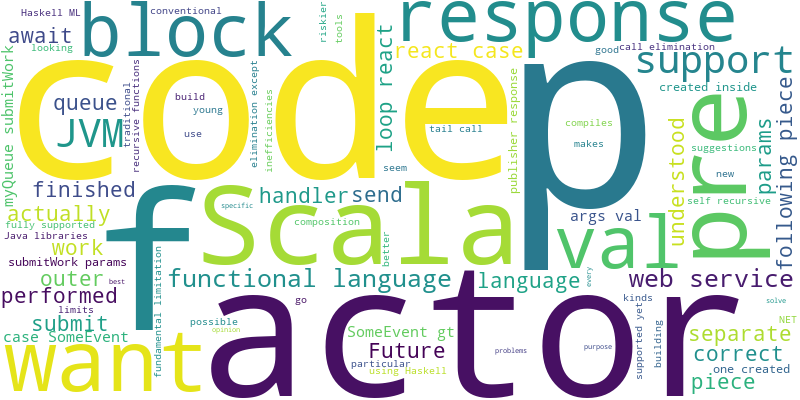 Haskell ML
conventional
await
block
response
riskier
tools
good
call elimination
looking
code
p
react case
support
created inside
queue
build
young
use
traditional
recursive functions
elimination except
inefficiencies
loop react
JVM
tail call
publisher response
compiles
makes
pre
suggestions
params
following piece
myQueue submitWork
finished
f
Scala
seem
new
understood
self recursive
handler
send
actually
specific
composition
better
args val
val
fully supported
Java libraries
work
submitWork params
outer
fundamental limitation
functional language
language
every
web service
performed
limits
best
go
kinds
supported yet
building
solve
submit
possible
opinion
SomeEvent gt
NET
separate
case SomeEvent
want
actor
Future
particular
using Haskell
problems
purpose
correct
one created
piece